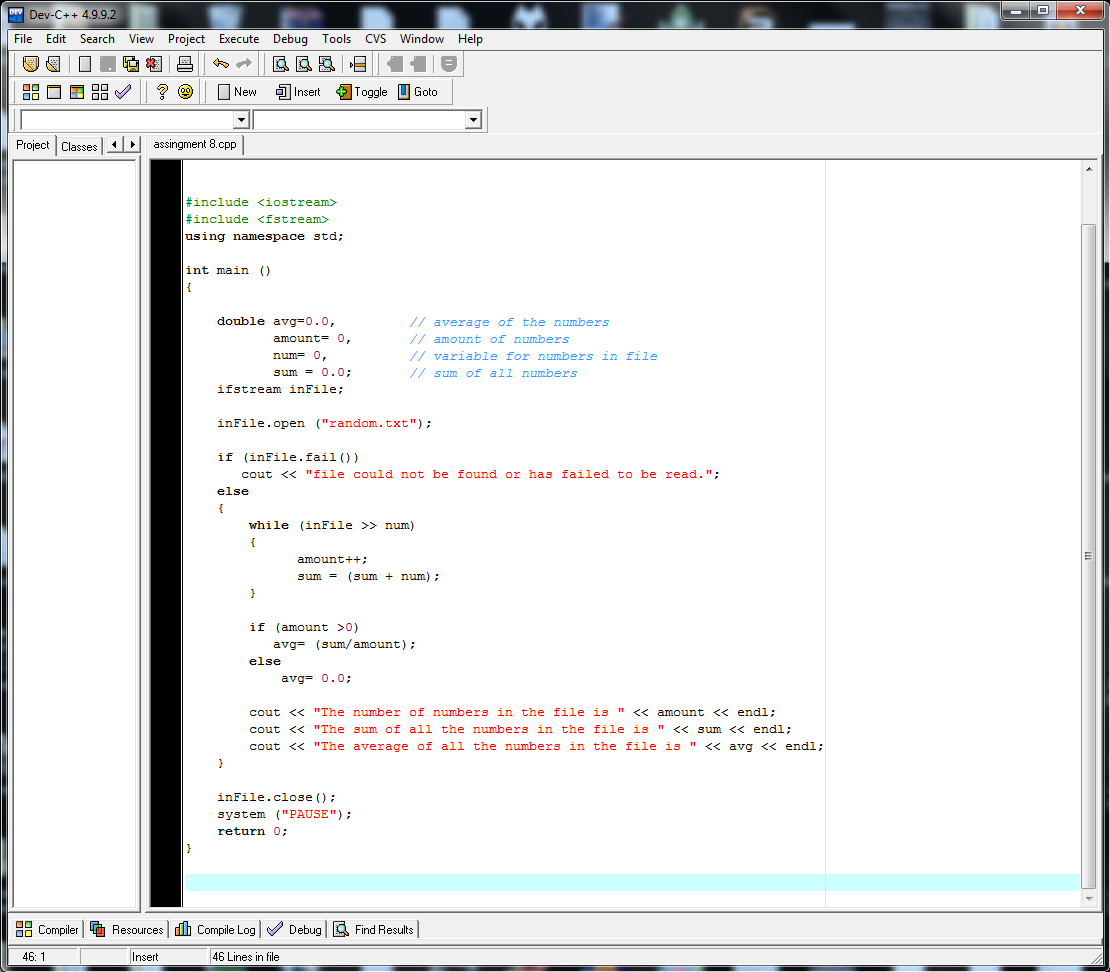 Dev-C++ 4.9.9.2
File Edit Search View Project Execute Debug Tools CVS Window Help
New Insert Toggle Goto
Project Classes assingment 8.cpp
#include <iostream>
#include <fstream>
using namespace std;
int main ()
{
double avg=0.0, // average of the numbers
amount= 0, // amount of numbers
num= 0, // variable for numbers in file
sum = 0.0; // sum of all numbers
ifstream inFile;
inFile.open ("random.txt");
if (inFile.fail())
cout << "file could not be found or has failed to be read.";
else
{
while (inFile >> num)
{
amount++;
sum = (sum + num);
}
if (amount >0)
avg= (sum/amount);
else
avg= 0.0;
cout << "The number of numbers in the file is " << amount << endl;
cout << "The sum of all the numbers in the file is " << sum << endl;
cout << "The average of all the numbers in the file is " << avg << endl;
}
inFile.close();
system ("PAUSE");
return 0;
}
Compiler Resources Compile Log Debug Find Results
46: 1 Insert 46 Lines in file